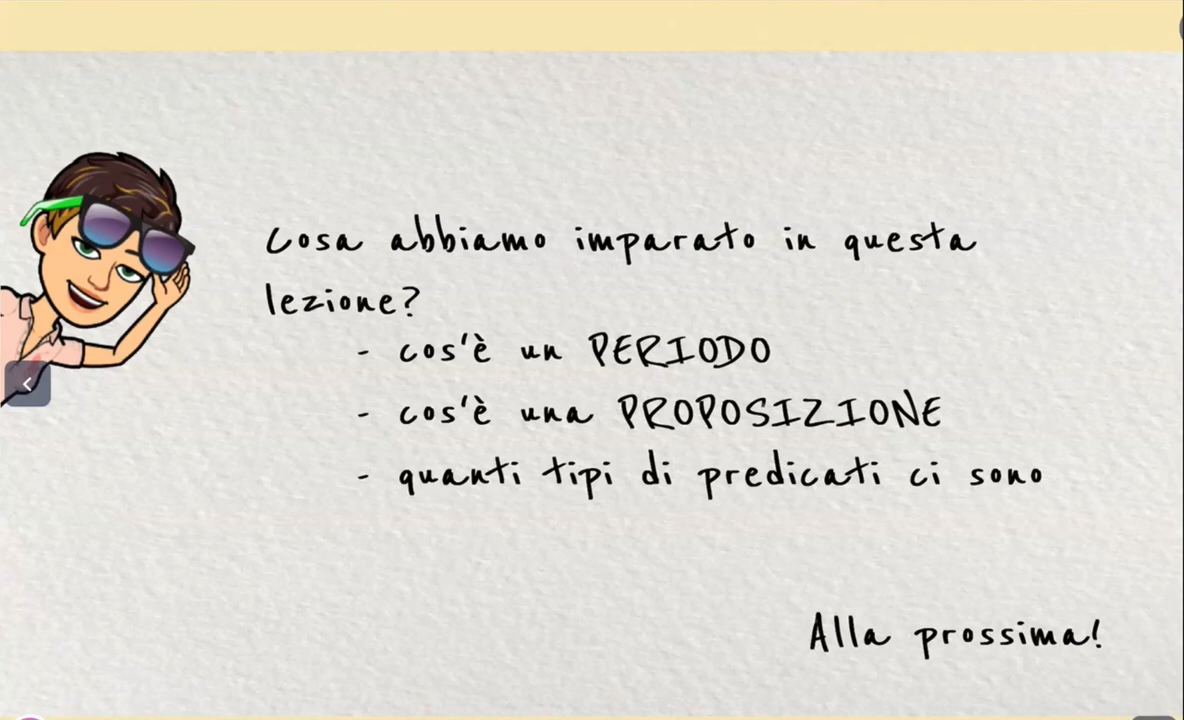 Cosa abbiamo imparato in questa
lezione?
- cos'è un PERIODO
- cos'è una PROPOSIZIONE
- quanti tipi di predicati ci sono
Alla prossima!